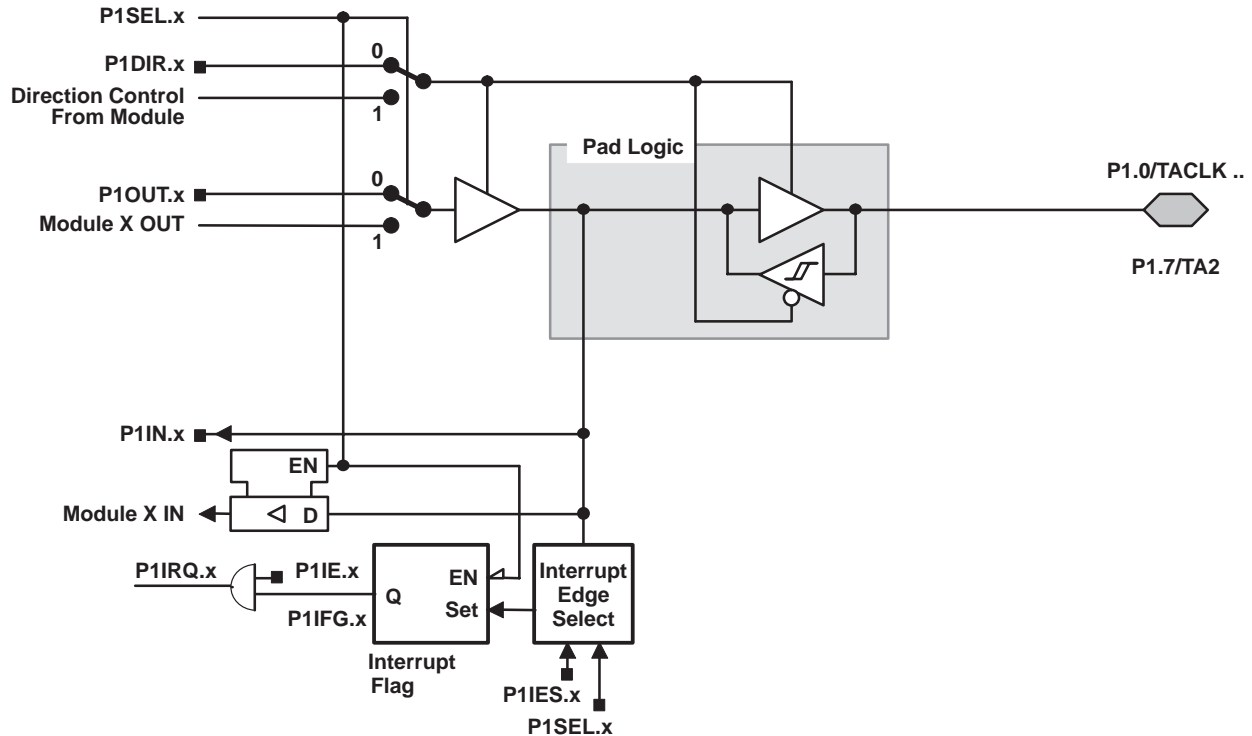 P1SEL.x
0
P1DIR.x
Direction Control
From Module
1
Pad Logic
P1.0/TACLK ..
0
P1OUT.x
Module X OUT
1
P1.7/TA2
P1IN.x
EN
Module X IN
D
P1IRQ.x
P1IE.x
P1IFG.x
Q
EN
Set
Interrupt
Edge
Select
Interrupt
Flag
P1IES.x
P1SEL.x